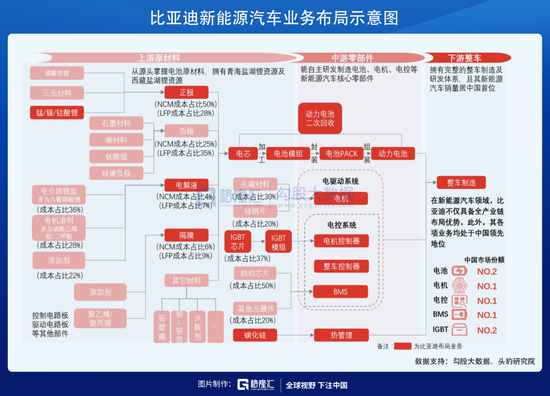 比亚迪新能源汽车业务布局示意图
上游原材料
中游零部件
下游整车
从源头掌握电池原材料、拥有青海盐湖锂资源及
西藏盐湖锂资源
能自主研发制造电池、电机、电控等
新能源汽车核心零部件
拥有完整的整车制造及
研发体系、且其新能源
汽车销量居中国首位
磷酸铁锂
三元材料
锰/镍/钴酸锂
正极
(NCM成本占比50%)
(LFP成本占比28%)
石墨材料
碳材料
钛酸锂
硅碳负极
负极
(NCM成本占比25%)
(LFP成本占比35%)
电介质锂盐
多为六氟磷酸锂
(成本占比36%)
有机溶剂
(成本占比28%)
添加剂
(成本占比22%)
电解液
(NCM成本占比4%)
(LFP成本占比7%)
隔膜
(NCM成本占比6%)
(LFP成本占比9%)
添加剂
聚乙烯/
聚丙烯
其它材料
铝塑膜
铜/铝箔
分散剂
...
控制电路板
驱动电路板
等其他部件
动力电池
二次回收
电芯
加工
电池模组
封装
电池PACK
组装
动力电池
永磁材料
(成本占比30%)
硅钢片
(成本占比20%)
IGBT
芯片
IGBT
模组
(成本占比37%)
BMS芯片
(成本占比50%)
其他元器件
(成本占比20%)
碳化硅
电驱动系统
电机
电控系统
电机控制器
整车控制器
BMS
热管理
整车制造
在新能源汽车领域，比
亚迪不仅具备全产业链
布局优势，此外，其各
项业务均处于中国领先
地位
中国市场份额
电池 NO.2
电机 NO.1
电控 NO.1
BMS NO.1
IGBT NO.2
备注： 为比亚迪布局业务
格隆汇 勾股大数据
数据支持：勾股大数据、头豹研究院
图片制作： 格隆汇 全球视野 下注中国